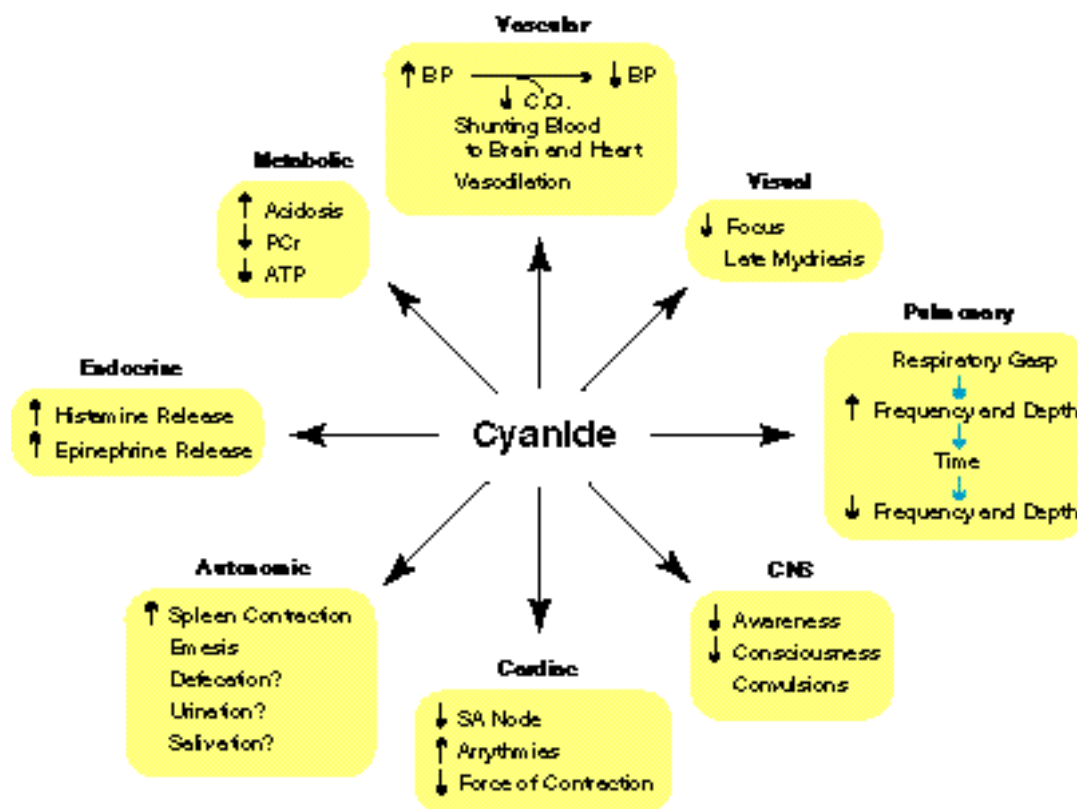 Vascular
↑ BP → ↓ BP
↓ C.O.
Shunting Blood
to Brain and Heart
Vasodilation
Metabolic
↑ Acidosis
↓ PCr
↓ ATP
Visual
↓ Focus
Late Mydriasis
Pulmonary
Respiratory Gasp
↓
↑ Frequency and Depth
↓
Time
↓
↓ Frequency and Depth
Endocrine
↑ Histamine Release
↑ Epinephrine Release
Cyanide
Autonomic
↑ Spleen Contraction
Emesis
Defecation?
Urination?
Salivation?
Cardiac
↓ SA Node
↑ Arrythmies
↓ Force of Contraction
CNS
↓ Awareness
↓ Consciousness
Convulsions